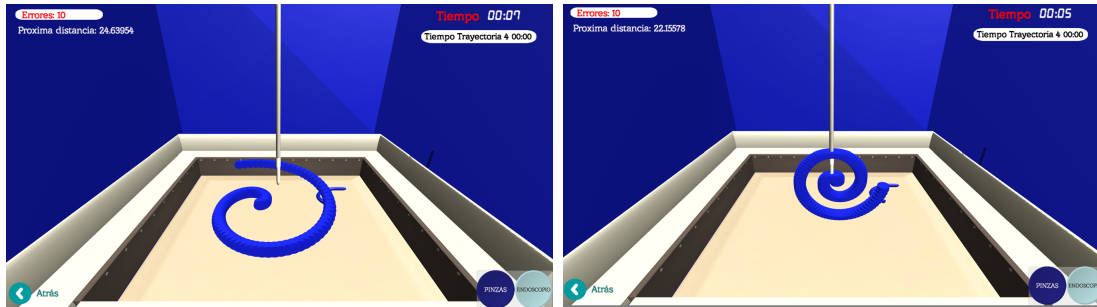 Errores: 10
Proxima distancia: 24.63954
Tiempo 00:07
Tiempo Trayectoria 4 00:00
PINZAS
ENDOSCOPIO
Atrás
Errores: 10
Proxima distancia: 22.15578
Tiempo 00:05
Tiempo Trayectoria 4 00:00
PINZAS
ENDOSCOP
Atrás